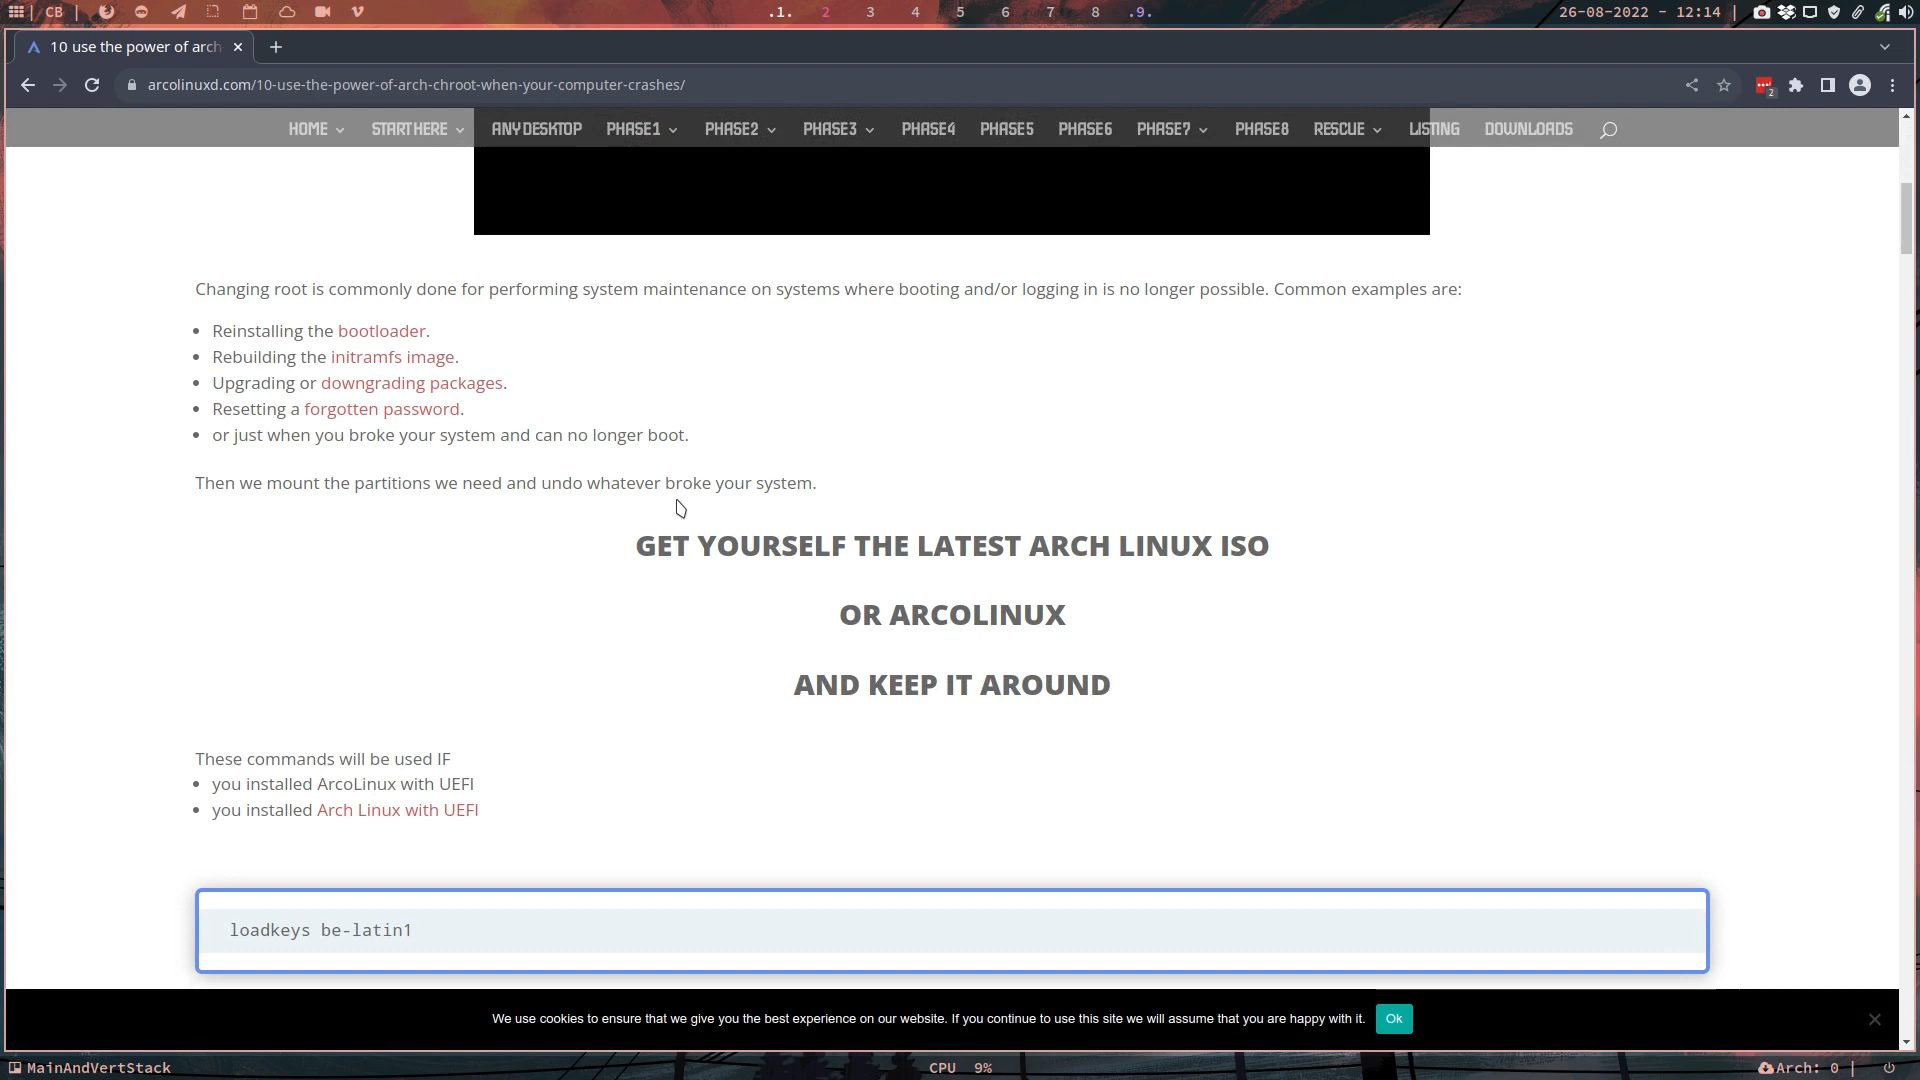 CB
.1. 2 3 4 5 6 7 8 .9.
26-08-2022 - 12:14
10 use the power of arch
arcolinuxd.com/10-use-the-power-of-arch-chroot-when-your-computer-crashes/
2
HOME START HERE ANY DESKTOP PHASE1 PHASE2 PHASE3 PHASE4 PHASE5 PHASE6 PHASE7 PHASE8 RESCUE LISTING DOWNLOADS
Changing root is commonly done for performing system maintenance on systems where booting and/or logging in is no longer possible. Common examples are:
• Reinstalling the bootloader.
• Rebuilding the initramfs image.
• Upgrading or downgrading packages.
• Resetting a forgotten password.
• or just when you broke your system and can no longer boot.
Then we mount the partitions we need and undo whatever broke your system.
GET YOURSELF THE LATEST ARCH LINUX ISO
OR ARCOLINUX
AND KEEP IT AROUND
These commands will be used IF
• you installed ArcoLinux with UEFI
• you installed Arch Linux with UEFI
loadkeys be-latin1
We use cookies to ensure that we give you the best experience on our website. If you continue to use this site we will assume that you are happy with it. Ok
MainAndVertStack
CPU 9%
Arch: 0